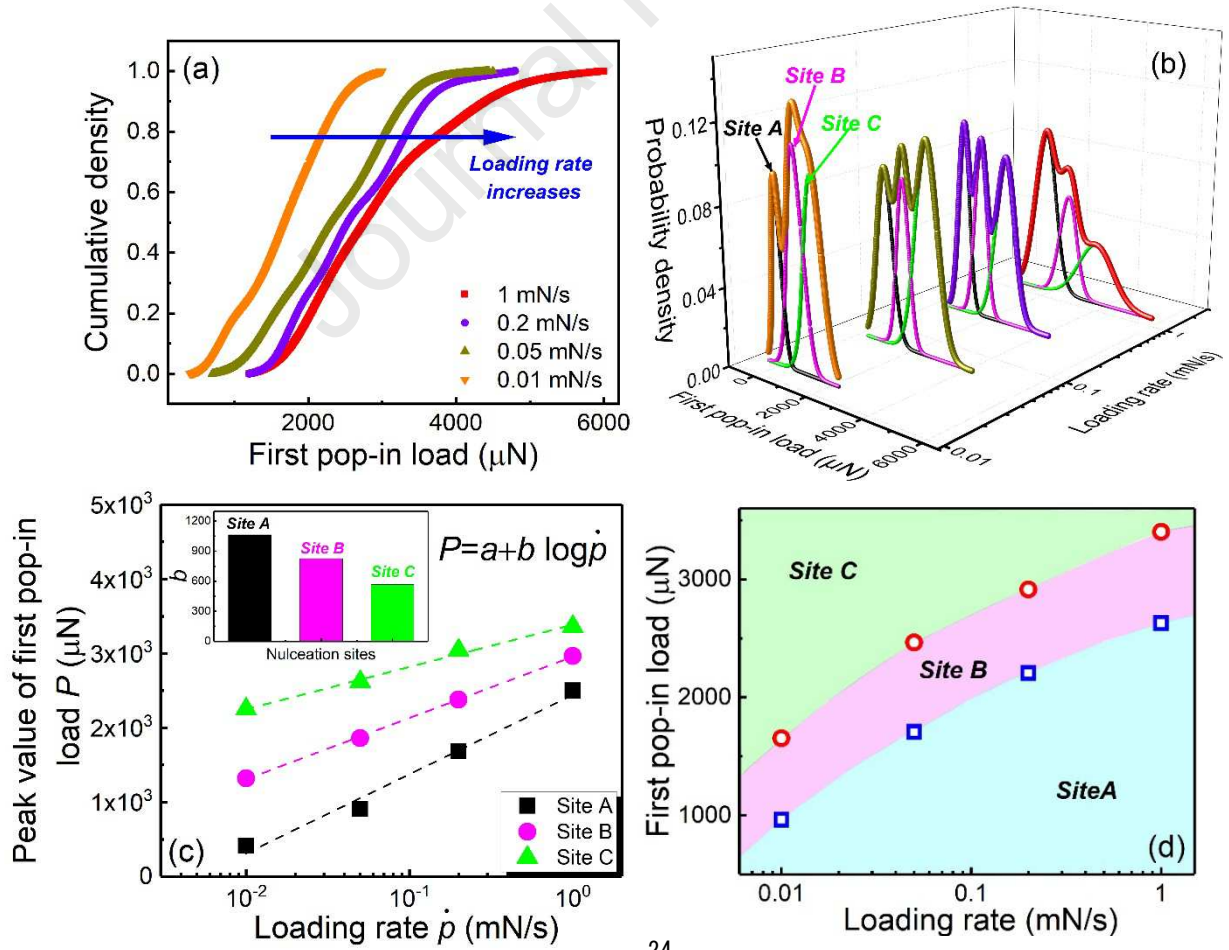 Journal
(a)
Cumulative density
1.0
0.8
0.6
0.4
0.2
0.0
Loading rate
increases
1 mN/s
0.2 mN/s
0.05 mN/s
0.01 mN/s
2000
4000
6000
First pop-in load (μN)
(b)
Probability density
0.12
0.08
0.04
0.00
Site A
Site B
Site C
0
2000
4000
6000
First pop-in load (μN)
0.01
0.1
1
Loading rate (mN/s)
Peak value of first pop-in
load P (μN)
5x10³
4x10³
3x10³
2x10³
1x10³
0
1200
900
600
300
0
b
Site A
Site B
Site C
Nulceation sites
P=a+b logṗ
Site A
Site B
Site C
(c)
10⁻²
10⁻¹
10⁰
Loading rate ṗ (mN/s)
First pop-in load (μN)
3000
2000
1000
Site C
Site B
SiteA
(d)
0.01
0.1
1
Loading rate (mN/s)